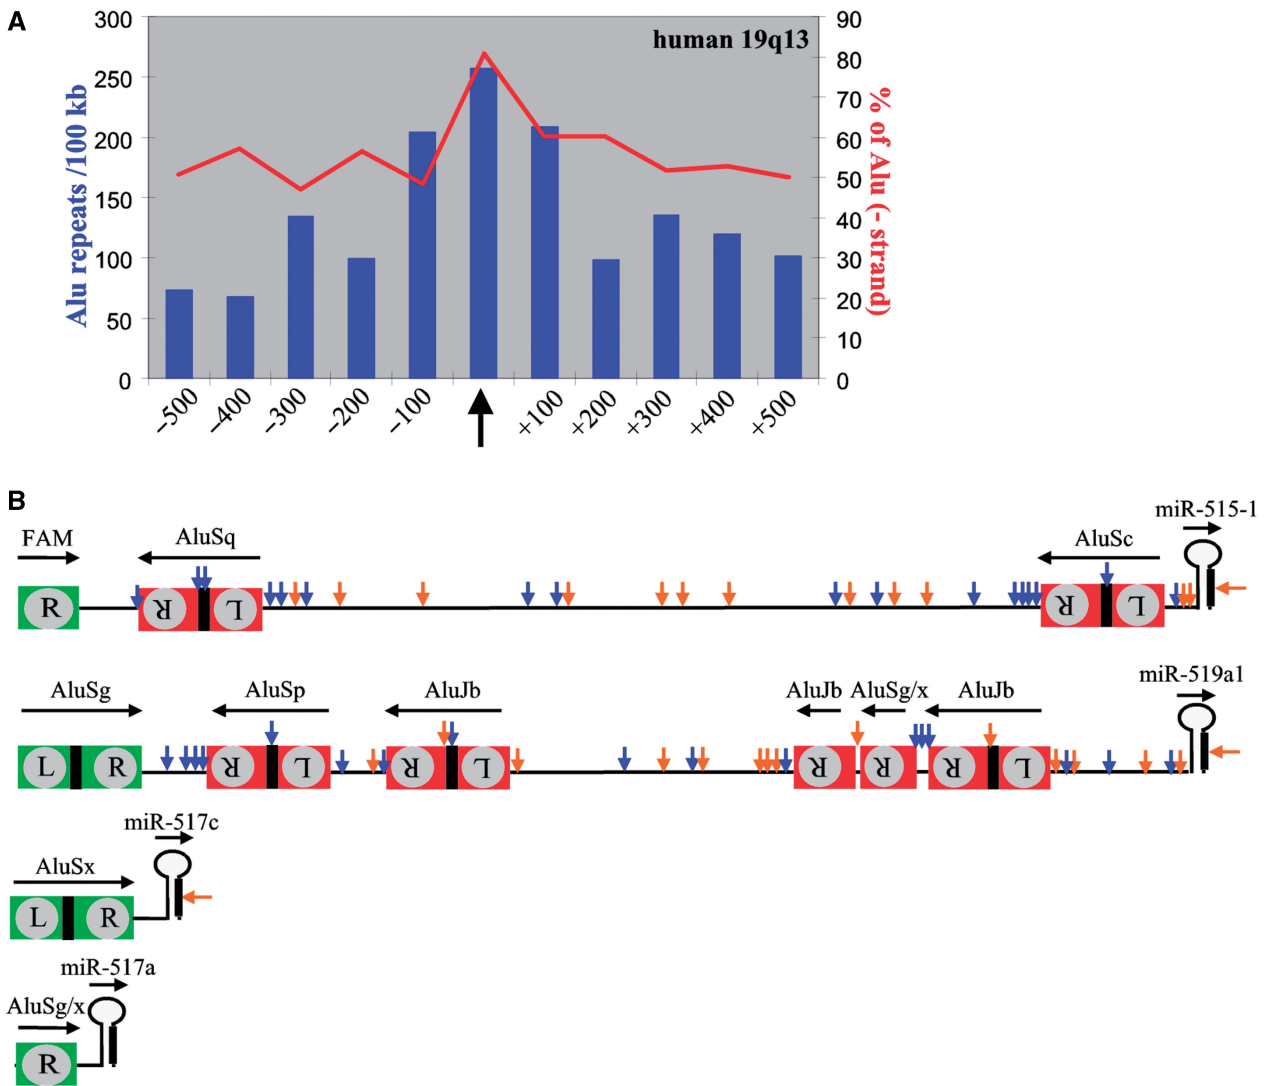 A
human 19q13
Alu repeats /100 kb
300
250
200
150
100
50
0
% of Alu (- strand)
90
80
70
60
50
40
30
20
10
0
–500
–400
–300
–200
–100
+100
+200
+300
+400
+500
B
FAM
AluSq
AluSc
miR-515-1
R
R
L
R
L
AluSg
AluSp
AluJb
AluJb
AluSg/x
AluJb
miR-519a1
L
R
R
L
R
L
R
R
R
L
miR-517c
AluSx
L
R
miR-517a
AluSg/x
R